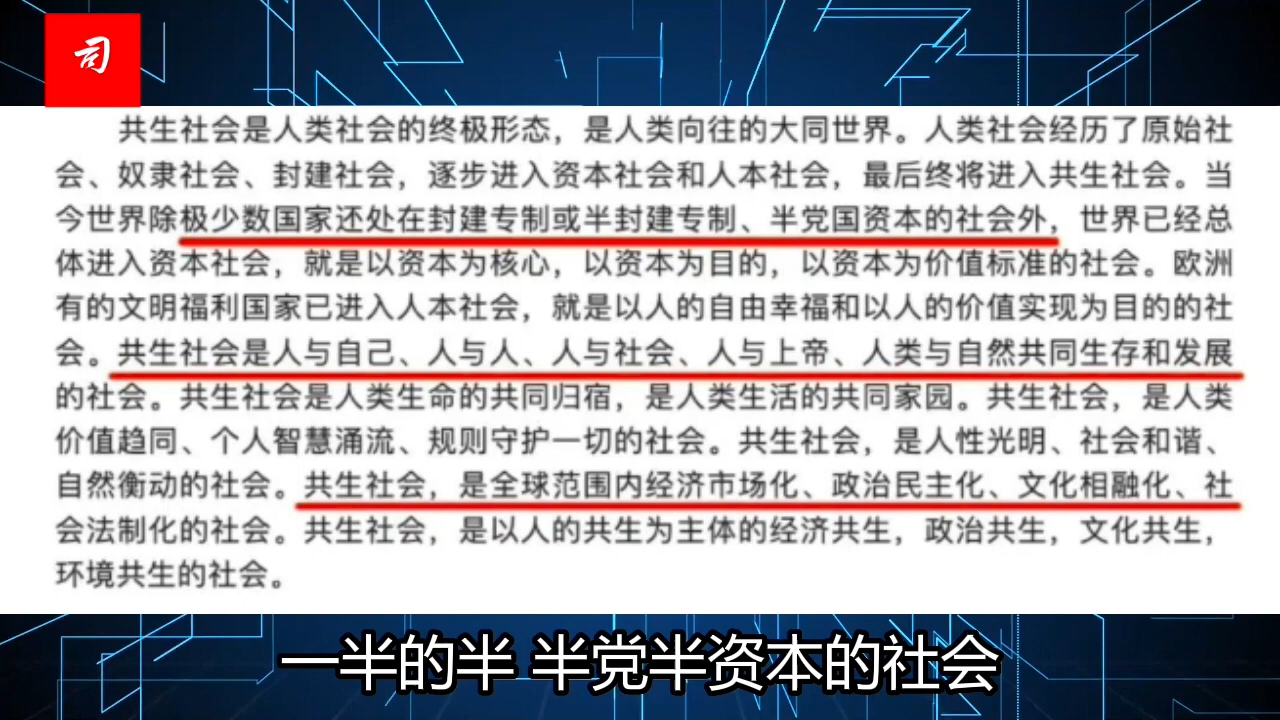 司
共生社会是人类社会的终极形态，是人类向往的大同世界。人类社会经历了原始社
会、奴隶社会、封建社会，逐步进入资本社会和人本社会，最后终将进入共生社会。当
今世界除极少数国家还处在封建专制或半封建专制、半党国资本的社会外，世界已经总
体进入资本社会，就是以资本为核心，以资本为目的，以资本为价值标准的社会。欧洲
有的文明福利国家已进入人本社会，就是以人的自由幸福和以人的价值实现为目的的社
会。共生社会是人与自己、人与人、人与社会、人与上帝、人类与自然共同生存和发展
的社会。共生社会是人类生命的共同归宿，是人类生活的共同家园。共生社会，是人类
价值趋同、个人智慧涌流、规则守护一切的社会。共生社会，是人性光明、社会和谐、
自然衡动的社会。共生社会，是全球范围内经济市场化、政治民主化、文化相融化、社
会法制化的社会。共生社会，是以人的共生为主体的经济共生，政治共生，文化共生，
环境共生的社会。
一半的半 半党半资本的社会